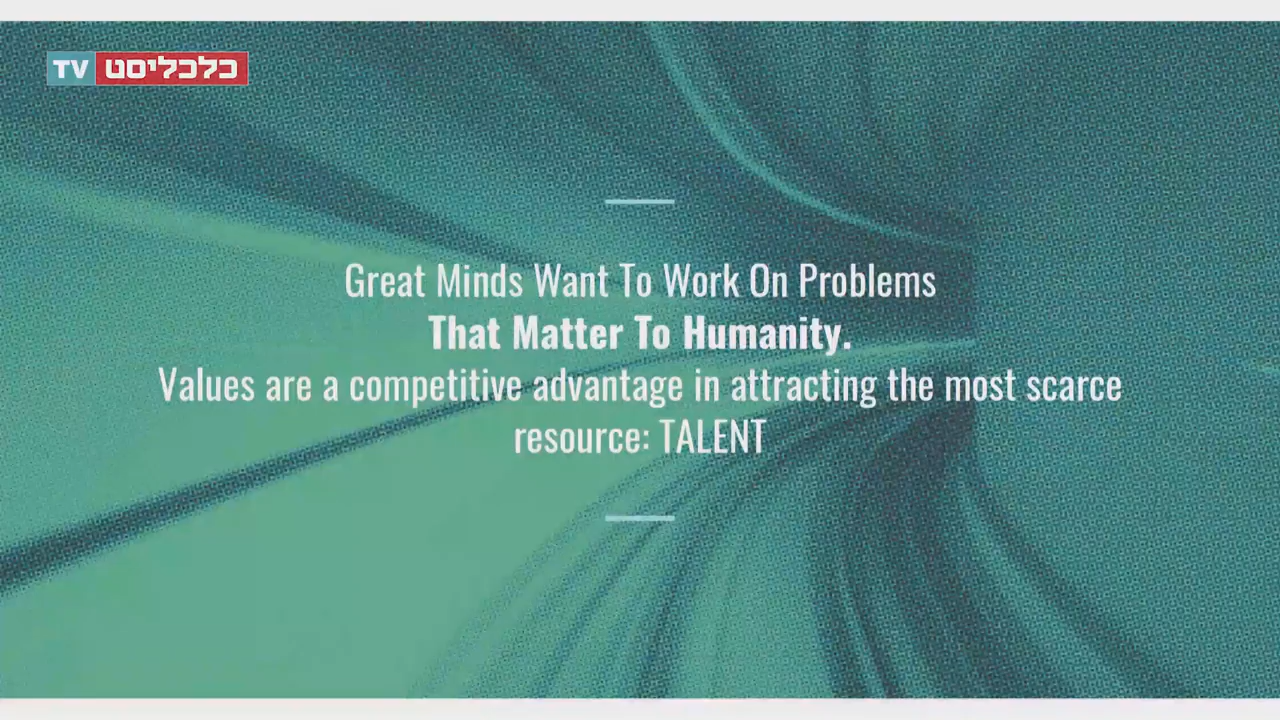 TV כלכליסט
Great Minds Want To Work On Problems
That Matter To Humanity.
Values are a competitive advantage in attracting the most scarce
resource: TALENT